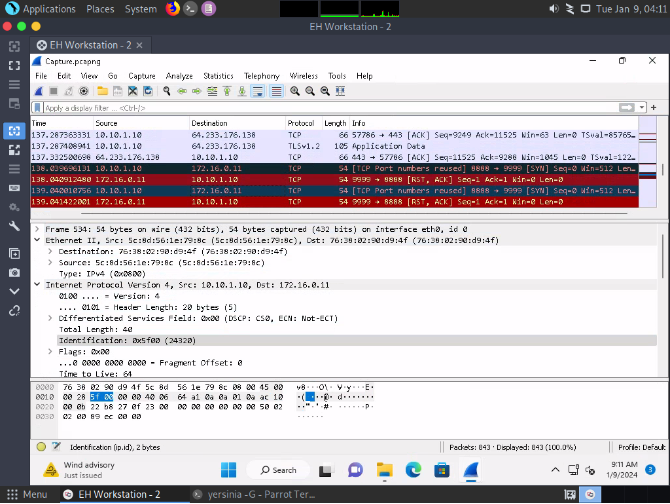 Applications Places System Tue Jan 9, 04:11
EH Workstation - 2
EH Workstation - 2 ×
Capture.pcapng
File Edit View Go Capture Analyze Statistics Telephony Wireless Tools Help
Apply a display filter ... <Ctrl-/>
Time Source Destination Protocol Length Info
137.287363331 10.10.1.10 64.233.176.138 TCP 66 57786 → 443 [ACK] Seq=9249 Ack=11525 Win=63 Len=0 TSval=85765…
137.287408941 10.10.1.10 64.233.176.138 TLSv1.2 105 Application Data
137.332500698 64.233.176.138 10.10.1.10 TCP 66 443 → 57786 [ACK] Seq=11525 Ack=9288 Win=1045 Len=0 TSval=122…
138.039696131 10.10.1.10 172.16.0.11 TCP 54 [TCP Port numbers reused] 8888 → 9999 [SYN] Seq=0 Win=512 Len…
138.040912480 172.16.0.11 10.10.1.10 TCP 54 9999 → 8888 [RST, ACK] Seq=1 Ack=1 Win=0 Len=0
139.040010756 10.10.1.10 172.16.0.11 TCP 54 [TCP Port numbers reused] 8888 → 9999 [SYN] Seq=0 Win=512 Len…
139.041422001 172.16.0.11 10.10.1.10 TCP 54 9999 → 8888 [RST, ACK] Seq=1 Ack=1 Win=0 Len=0
Frame 534: 54 bytes on wire (432 bits), 54 bytes captured (432 bits) on interface eth0, id 0
Ethernet II, Src: 5c:8d:56:1e:79:8c (5c:8d:56:1e:79:8c), Dst: 76:38:02:90:d9:4f (76:38:02:90:d9:4f)
Destination: 76:38:02:90:d9:4f (76:38:02:90:d9:4f)
Source: 5c:8d:56:1e:79:8c (5c:8d:56:1e:79:8c)
Type: IPv4 (0x0800)
Internet Protocol Version 4, Src: 10.10.1.10, Dst: 172.16.0.11
0100 .... = Version: 4
.... 0101 = Header Length: 20 bytes (5)
Differentiated Services Field: 0x00 (DSCP: CS0, ECN: Not-ECT)
Total Length: 40
Identification: 0x5f00 (24320)
Flags: 0x00
...0 0000 0000 0000 = Fragment Offset: 0
Time to Live: 64
0000 76 38 02 90 d9 4f 5c 8d 56 1e 79 8c 08 00 45 00 v8···O\· V·y···E·
0010 00 28 5f 00 00 00 40 06 64 a1 0a 0a 01 0a ac 10 ·(_···@· d·······
0020 00 0b 22 b8 27 0f 23 00 00 00 00 00 00 00 50 02 ··"·'·#· ······P·
0030 02 00 89 ec 00 00 ······
Identification (ip.id), 2 bytes Packets: 843 · Displayed: 843 (100.0%) Profile: Default
Wind advisory
Just issued
Search
9:11 AM
1/9/2024
3
Menu EH Workstation - 2 yersinia -G - Parrot Ter...